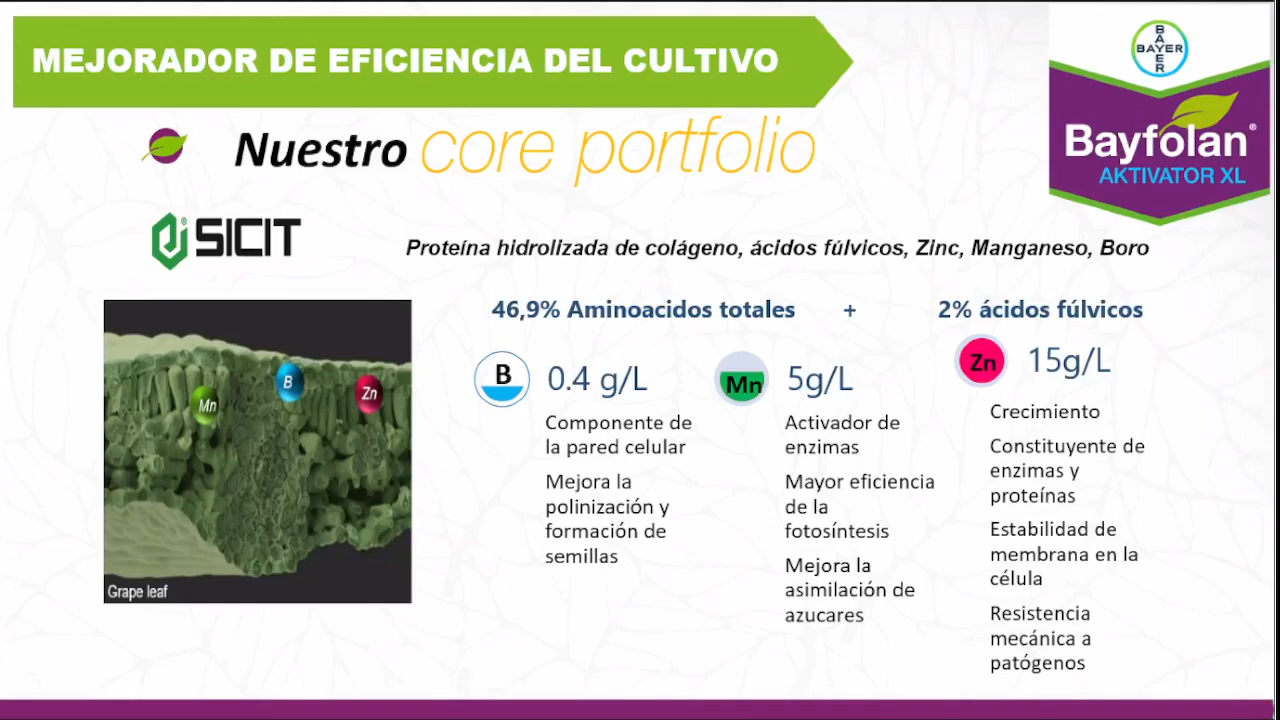 MEJORADOR DE EFICIENCIA DEL CULTIVO
BAYER
BAYER
Bayfolan®
AKTIVATOR XL
Nuestro core portfolio
SICIT
Proteína hidrolizada de colágeno, ácidos fúlvicos, Zinc, Manganeso, Boro
46,9% Aminoacidos totales + 2% ácidos fúlvicos
B 0.4 g/L
Componente de
la pared celular
Mejora la
polinización y
formación de
semillas
Mn 5g/L
Activador de
enzimas
Mayor eficiencia
de la
fotosíntesis
Mejora la
asimilación de
azucares
Zn 15g/L
Crecimiento
Constituyente de
enzimas y
proteínas
Estabilidad de
membrana en la
célula
Resistencia
mecánica a
patógenos
Mn
B
Zn
Grape leaf